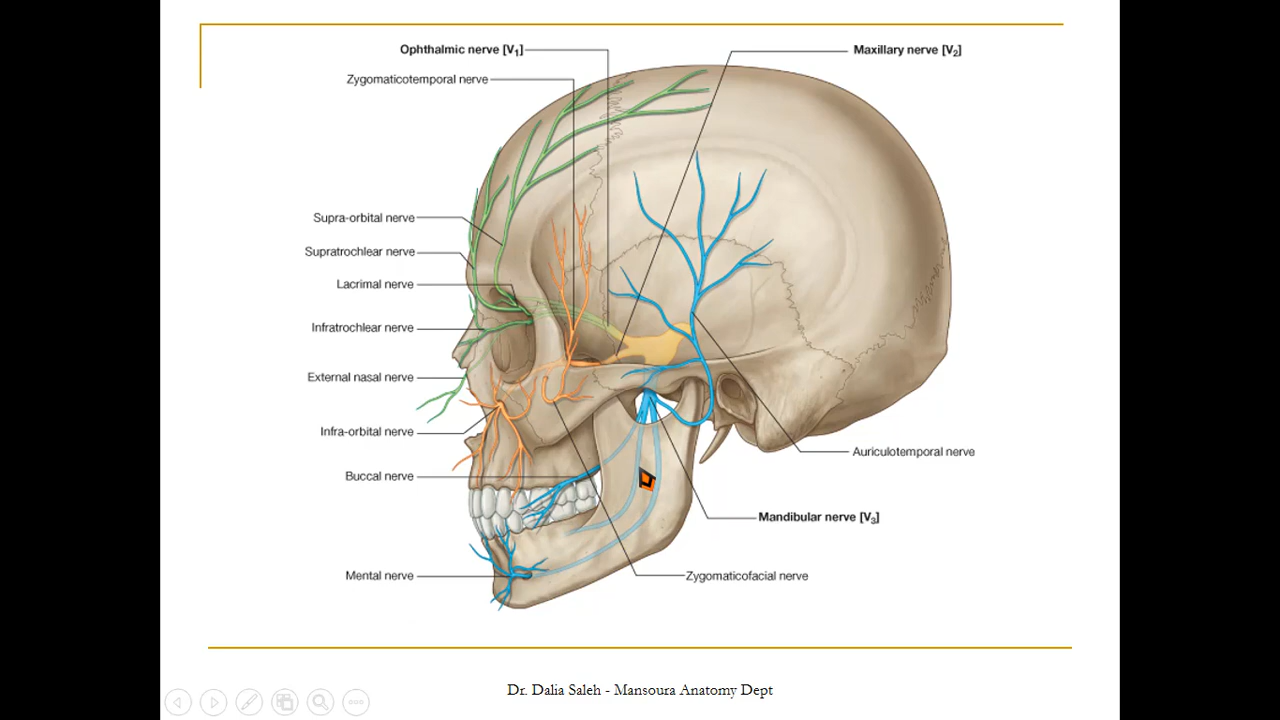 Ophthalmic nerve [V₁]
Maxillary nerve [V₂]
Zygomaticotemporal nerve
Supra-orbital nerve
Supratrochlear nerve
Lacrimal nerve
Infratrochlear nerve
External nasal nerve
Infra-orbital nerve
Auriculotemporal nerve
Buccal nerve
Mandibular nerve [V₃]
Mental nerve
Zygomaticofacial nerve
Dr. Dalia Saleh - Mansoura Anatomy Dept